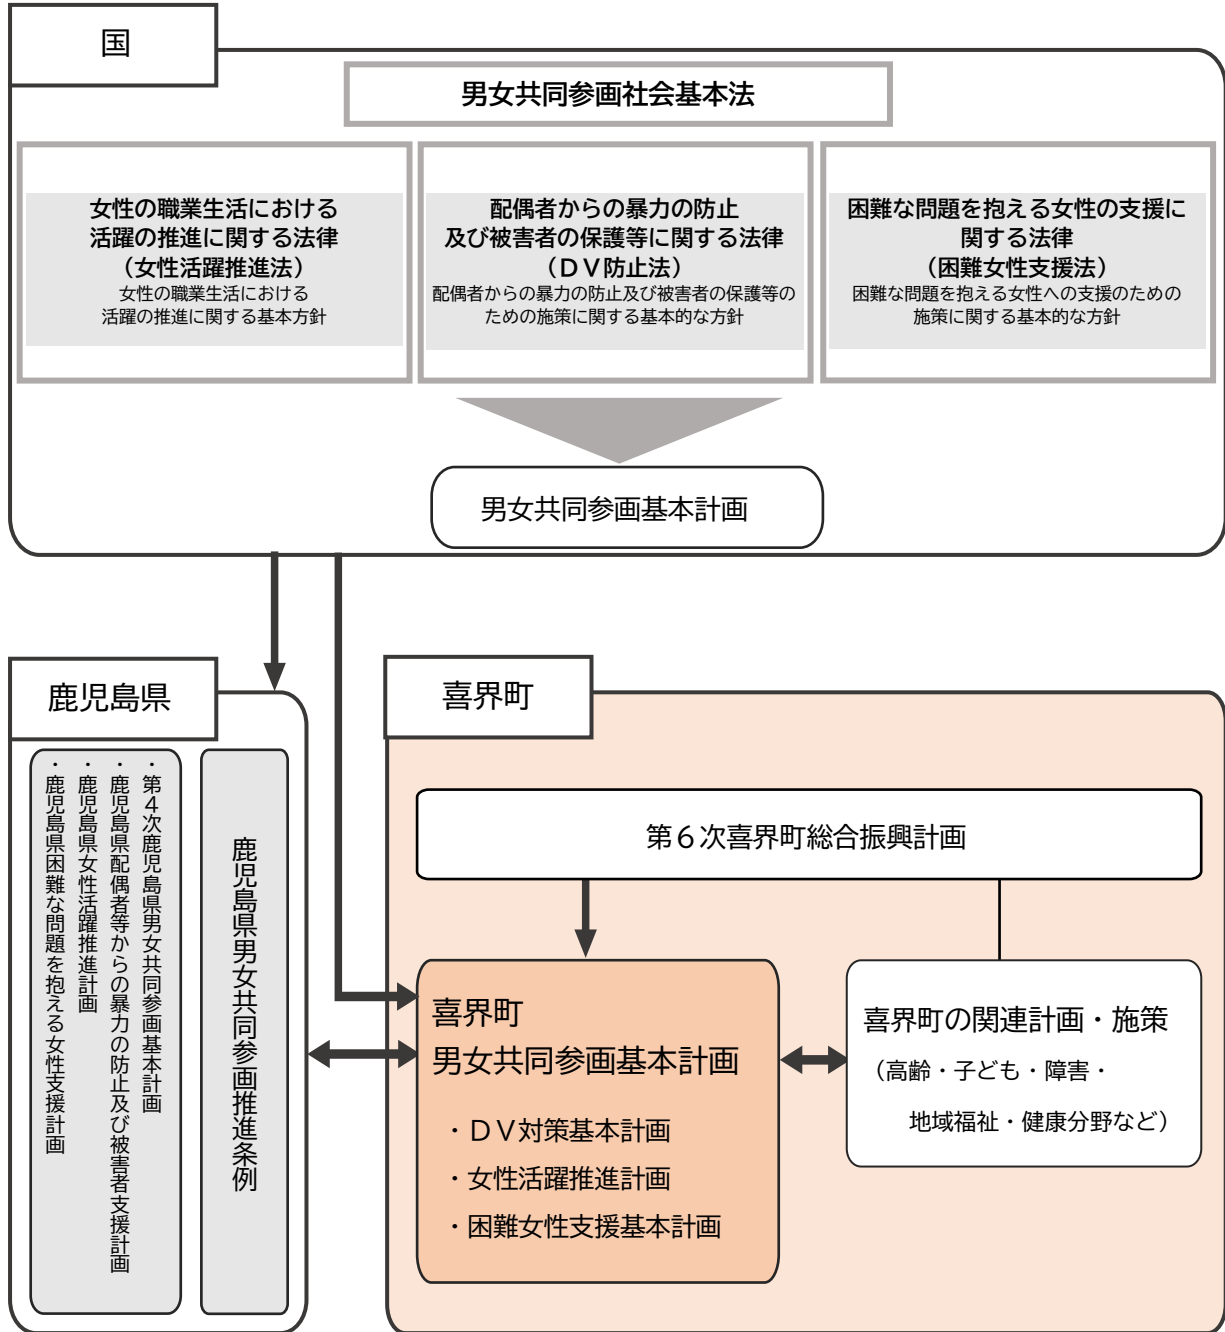 国
男女共同参画社会基本法
女性の職業生活における
活躍の推進に関する法律
（女性活躍推進法）
女性の職業生活における
活躍の推進に関する基本方針
配偶者からの暴力の防止
及び被害者の保護等に関する法律
（ＤＶ防止法）
配偶者からの暴力の防止及び被害者の保護等の
ための施策に関する基本的な方針
困難な問題を抱える女性の支援に
関する法律
（困難女性支援法）
困難な問題を抱える女性への支援のための
施策に関する基本的な方針
男女共同参画基本計画
鹿児島県
鹿児島県男女共同参画推進条例
・第４次鹿児島県男女共同参画基本計画
・鹿児島県配偶者等からの暴力の防止及び被害者支援計画
・鹿児島県女性活躍推進計画
・鹿児島県困難な問題を抱える女性支援計画
喜界町
第６次喜界町総合振興計画
喜界町
男女共同参画基本計画
・ＤＶ対策基本計画
・女性活躍推進計画
・困難女性支援基本計画
喜界町の関連計画・施策
（高齢・子ども・障害・
地域福祉・健康分野など）